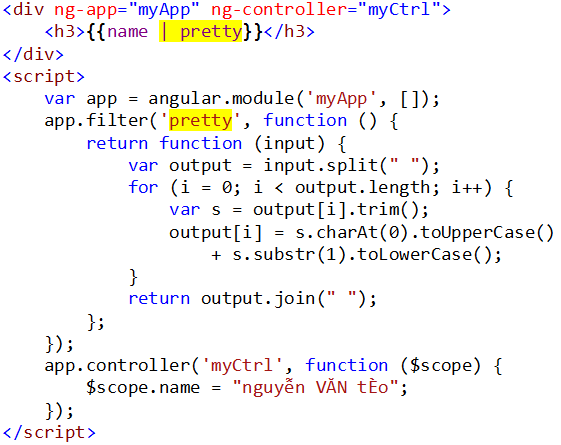 <div ng-app="myApp" ng-controller="myCtrl">
    <h3>{{name | pretty}}</h3>
</div>
<script>
    var app = angular.module('myApp', []);
    app.filter('pretty', function () {
        return function (input) {
            var output = input.split(" ");
            for (i = 0; i < output.length; i++) {
                var s = output[i].trim();
                output[i] = s.charAt(0).toUpperCase()
                    + s.substr(1).toLowerCase();
            }
            return output.join(" ");
        };
    });
    app.controller('myCtrl', function ($scope) {
        $scope.name = "nguyễn VĂN tÈo";
    });
</script>